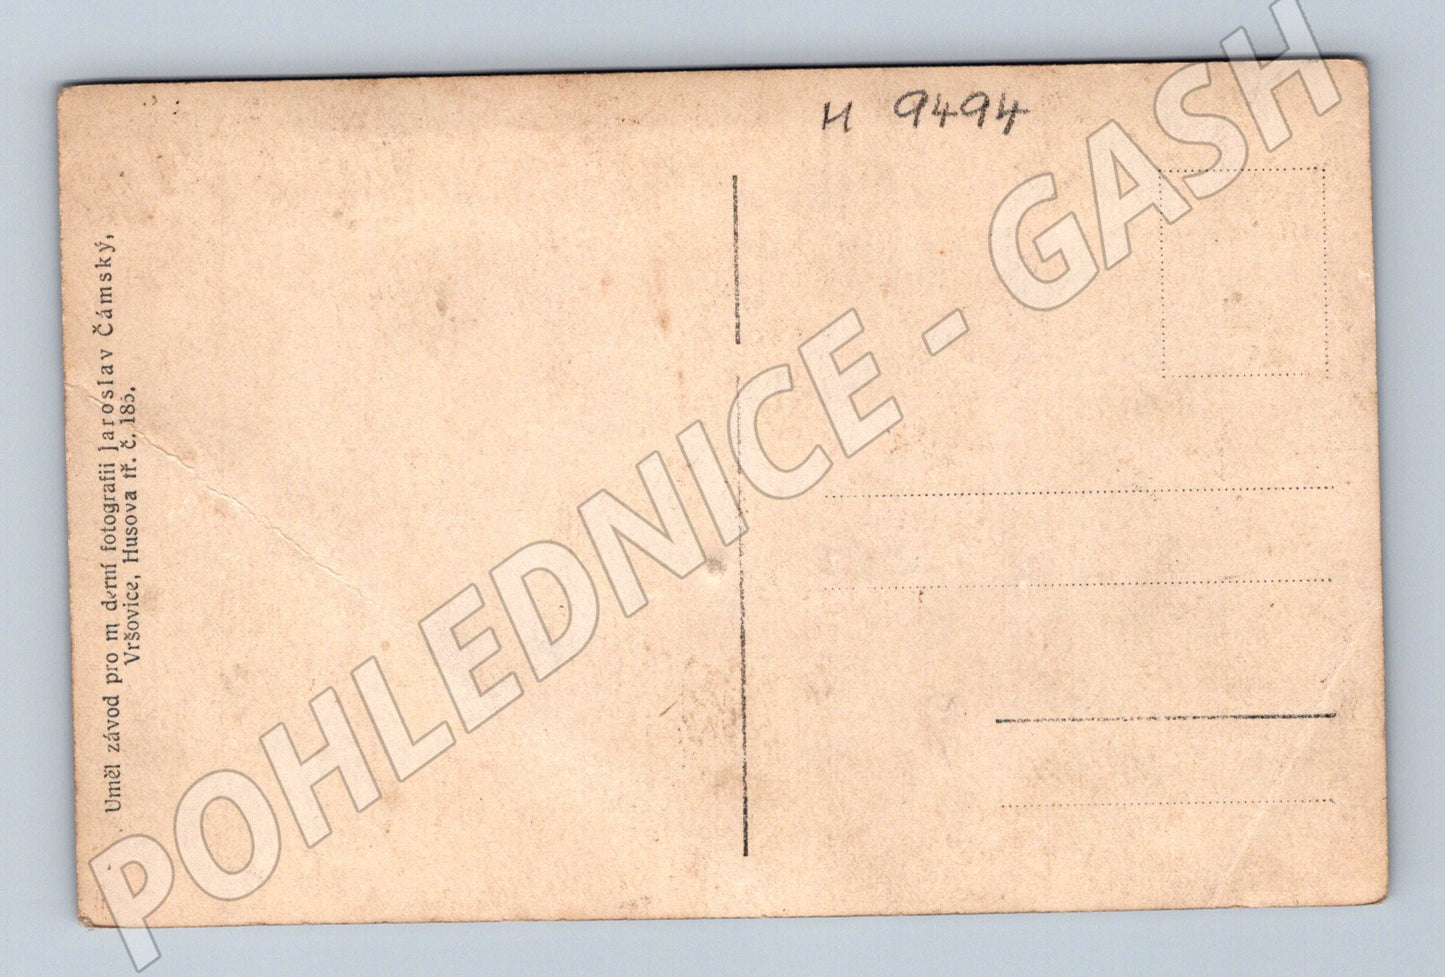 H 9494
Uměl závod pro m derní fotografii Jaroslav Čámský,
Vršovice, Husova tř. č. 185.
POHLEDNICE - GASH